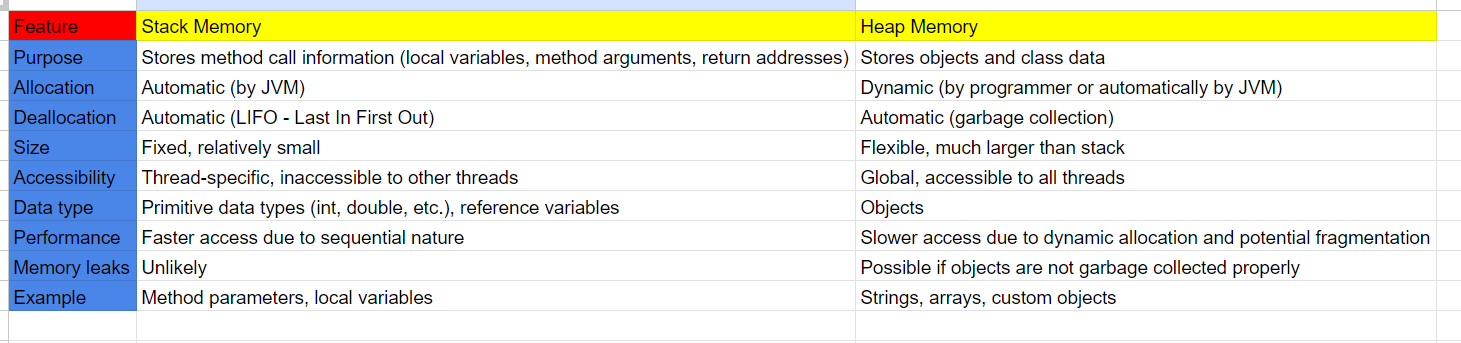 Feature Stack Memory Heap Memory
Purpose Stores method call information (local variables, method arguments, return addresses) Stores objects and class data
Allocation Automatic (by JVM) Dynamic (by programmer or automatically by JVM)
Deallocation Automatic (LIFO - Last In First Out) Automatic (garbage collection)
Size Fixed, relatively small Flexible, much larger than stack
Accessibility Thread-specific, inaccessible to other threads Global, accessible to all threads
Data type Primitive data types (int, double, etc.), reference variables Objects
Performance Faster access due to sequential nature Slower access due to dynamic allocation and potential fragmentation
Memory leaks Unlikely Possible if objects are not garbage collected properly
Example Method parameters, local variables Strings, arrays, custom objects